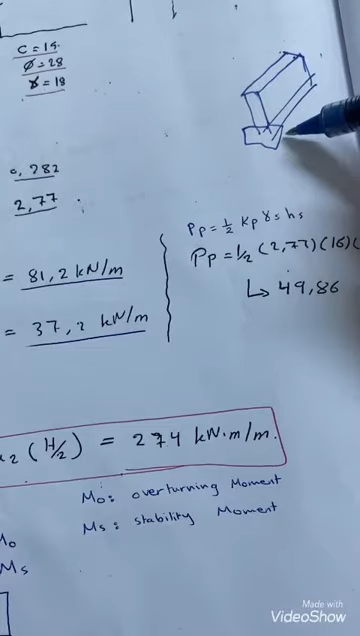 C = 14
ϕ = 28
γ = 18
0,282
2,77
Pp = ½ Kp γ = hs
Pp = ½ (2,77) (16) (
↳ 49,86
= 81,2 kN/m
= 37,2 kN/m
2 (H/2) = 274 kN.m/m.
Mo: overturning Moment
Ms: stability Moment
Mo
Ms
Made with
VideoShow